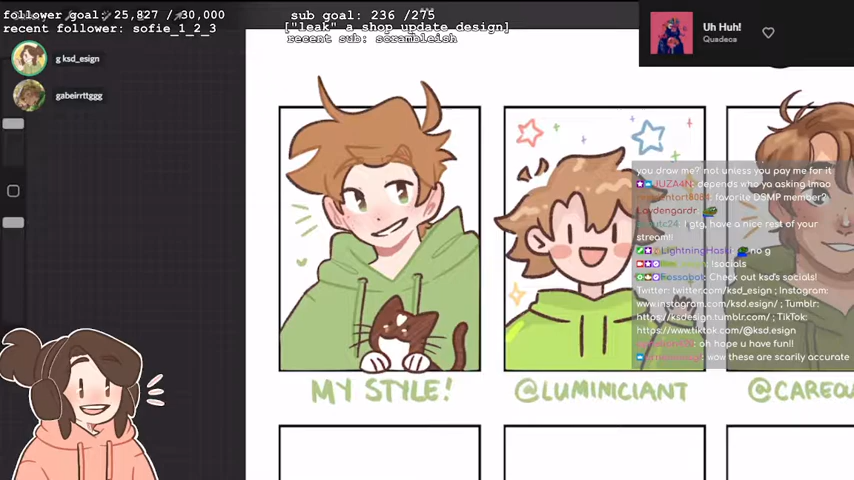 follower goal: 25,827 / 30,000
recent follower: sofie_1_2_3
sub goal: 236 /275
["leak" a shop update design]
recent sub: scrambleish
Uh Huh!
Quadeca
g ksd_esign
gabeirrttggg
you draw me? not unless you pay me for it
depends who ya asking lmao
favorite DSMP member?
I gtg, have a nice rest of your
stream!!
LightningHash: no g
!socials
Fossabot: Check out ksd's socials!
Twitter: twitter.com/ksd_esign ; Instagram:
www.instagram.com/ksd.esign/ ; Tumblr:
https://ksdesign.tumblr.com/ ; TikTok:
https://www.tiktok.com/@ksd.esign
oh hope u have fun!!
wow these are scarily accurate
MY STYLE!
@LUMINICIANT